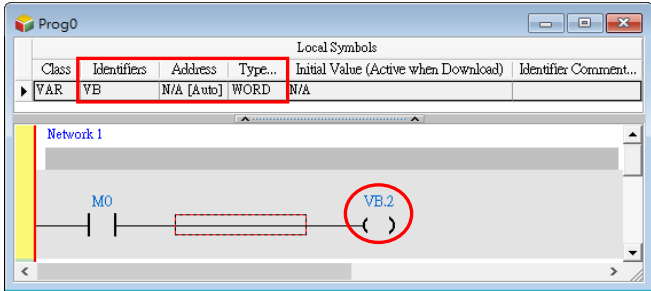 Prog0
Local Symbols
Class Identifiers Address Type... Initial Value (Active when Download) Identifier Comment...
VAR VB N/A [Auto] WORD N/A
Network 1
M0 VB.2